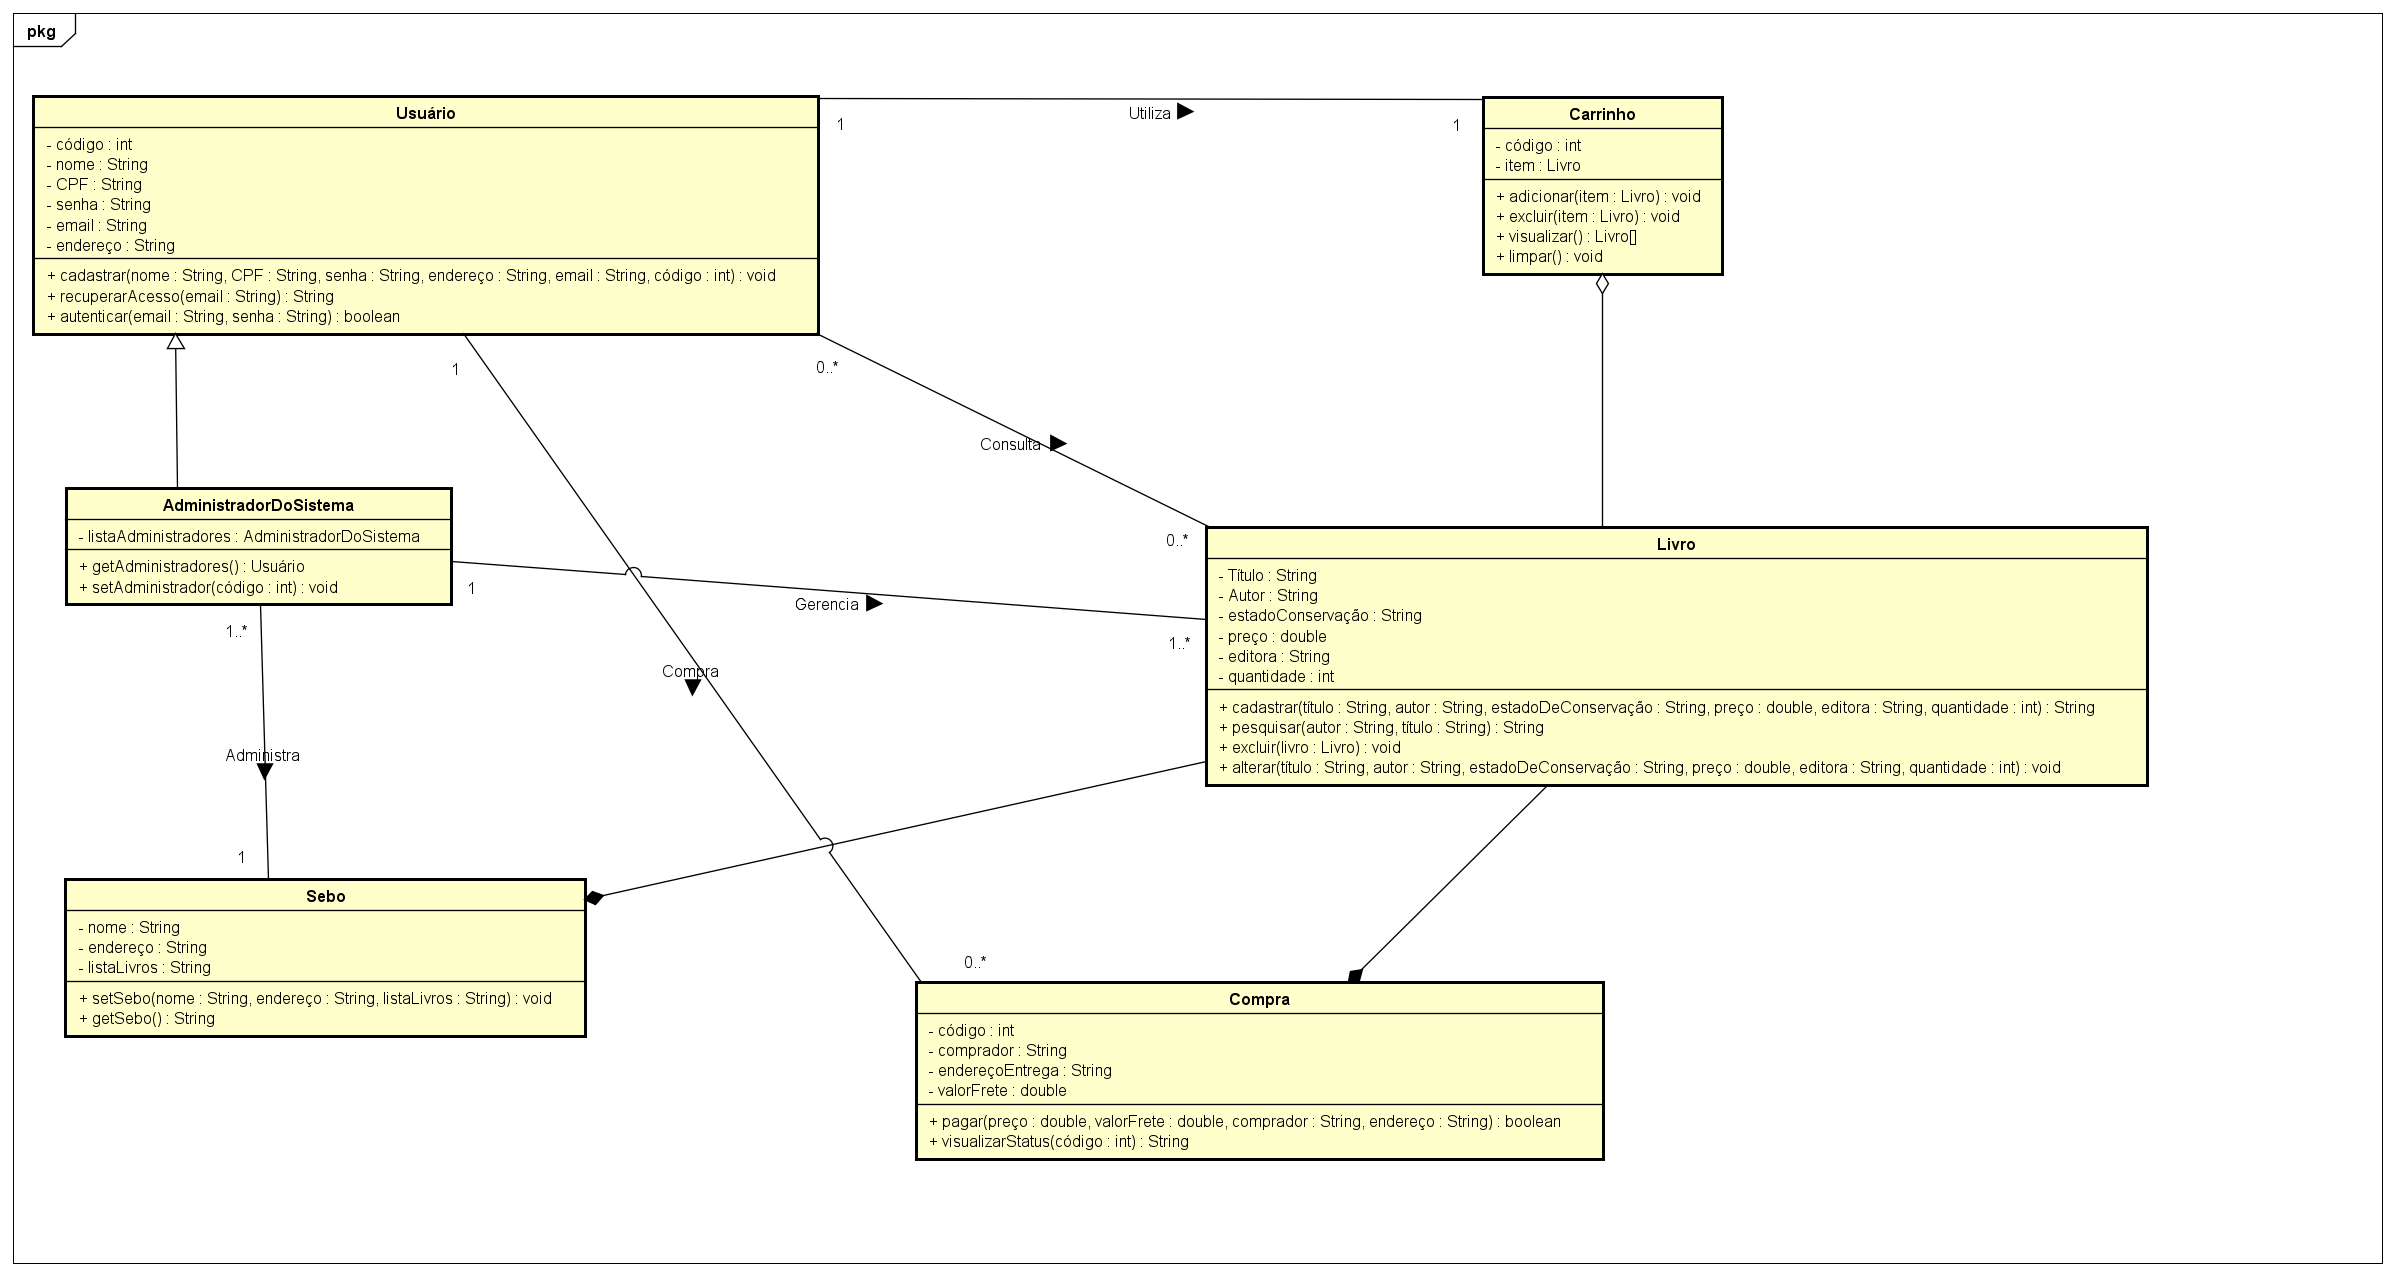 pkg
Usuário
- código : int
- nome : String
- CPF : String
- senha : String
- email : String
- endereço : String
+ cadastrar(nome : String, CPF : String, senha : String, endereço : String, email : String, código : int) : void
+ recuperarAcesso(email : String) : String
+ autenticar(email : String, senha : String) : boolean
1
Utiliza
1
Carrinho
- código : int
- item : Livro
+ adicionar(item : Livro) : void
+ excluir(item : Livro) : void
+ visualizar() : Livro[]
+ limpar() : void
1
0..*
Consulta
0..*
AdministradorDoSistema
- listaAdministradores : AdministradorDoSistema
+ getAdministradores() : Usuário
+ setAdministrador(código : int) : void
1
Gerencia
1..*
Livro
- Título : String
- Autor : String
- estadoConservação : String
- preço : double
- editora : String
- quantidade : int
+ cadastrar(título : String, autor : String, estadoDeConservação : String, preço : double, editora : String, quantidade : int) : String
+ pesquisar(autor : String, título : String) : String
+ excluir(livro : Livro) : void
+ alterar(título : String, autor : String, estadoDeConservação : String, preço : double, editora : String, quantidade : int) : void
1..*
Compra
Administra
1
0..*
Sebo
- nome : String
- endereço : String
- listaLivros : String
+ setSebo(nome : String, endereço : String, listaLivros : String) : void
+ getSebo() : String
Compra
- código : int
- comprador : String
- endereçoEntrega : String
- valorFrete : double
+ pagar(preço : double, valorFrete : double, comprador : String, endereço : String) : boolean
+ visualizarStatus(código : int) : String